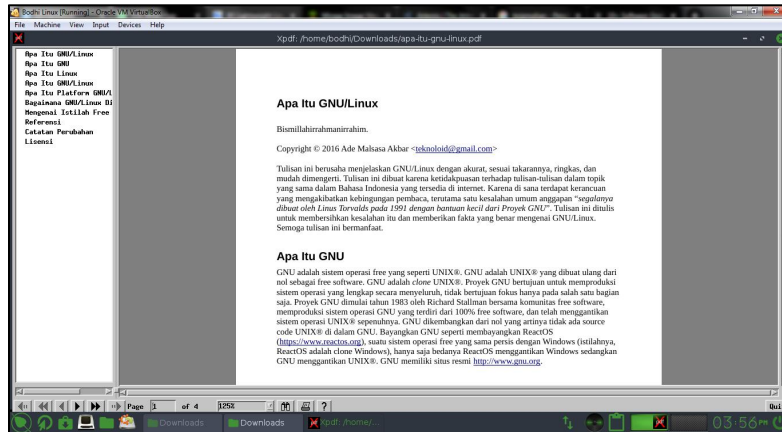 Bodhi Linux [Running] - Oracle VM VirtualBox
File Machine View Input Devices Help
Xpdf: /home/bodhi/Downloads/apa-itu-gnu-linux.pdf
Apa Itu GNU/Linux
Apa Itu GNU
Apa Itu Linux
Apa Itu GNU/Linux
Apa Itu Platform GNU/L
Bagaimana GNU/Linux Di
Mengenai Istilah Free
Referensi
Catatan Perubahan
Lisensi
Apa Itu GNU/Linux
Bismillahirrahmanirrahim.
Copyright © 2016 Ade Malsasa Akbar <teknoloid@gmail.com>
Tulisan ini berusaha menjelaskan GNU/Linux dengan akurat, sesuai takarannya, ringkas, dan
mudah dimengerti. Tulisan ini dibuat karena ketidakpuasan terhadap tulisan-tulisan dalam topik
yang sama dalam Bahasa Indonesia yang tersedia di internet. Karena di sana terdapat kerancuan
yang mengakibatkan kebingungan pembaca, terutama satu kesalahan umum anggapan “segalanya
dibuat oleh Linus Torvalds pada 1991 dengan bantuan kecil dari Proyek GNU”. Tulisan ini ditulis
untuk membersihkan kesalahan itu dan memberikan fakta yang benar mengenai GNU/Linux.
Semoga tulisan ini bermanfaat.
Apa Itu GNU
GNU adalah sistem operasi free yang seperti UNIX®. GNU adalah UNIX® yang dibuat ulang dari
nol sebagai free software. GNU adalah clone UNIX®. Proyek GNU bertujuan untuk memproduksi
sistem operasi yang lengkap secara menyeluruh, tidak bertujuan fokus hanya pada salah satu bagian
saja. Proyek GNU dimulai tahun 1983 oleh Richard Stallman bersama komunitas free software,
memproduksi sistem operasi GNU yang terdiri dari 100% free software, dan telah menggantikan
sistem operasi UNIX® sepenuhnya. GNU dikembangkan dari nol yang artinya tidak ada source
code UNIX® di dalam GNU. Bayangkan GNU seperti membayangkan ReactOS
(https://www.reactos.org), suatu sistem operasi free yang sama persis dengan Windows (istilahnya,
ReactOS adalah clone Windows), hanya saja bedanya ReactOS menggantikan Windows sedangkan
GNU menggantikan UNIX®. GNU memiliki situs resmi http://www.gnu.org.
Page 1 of 4 125% ? Qui
Downloads Downloads Xpdf: /home/... 03:56PM